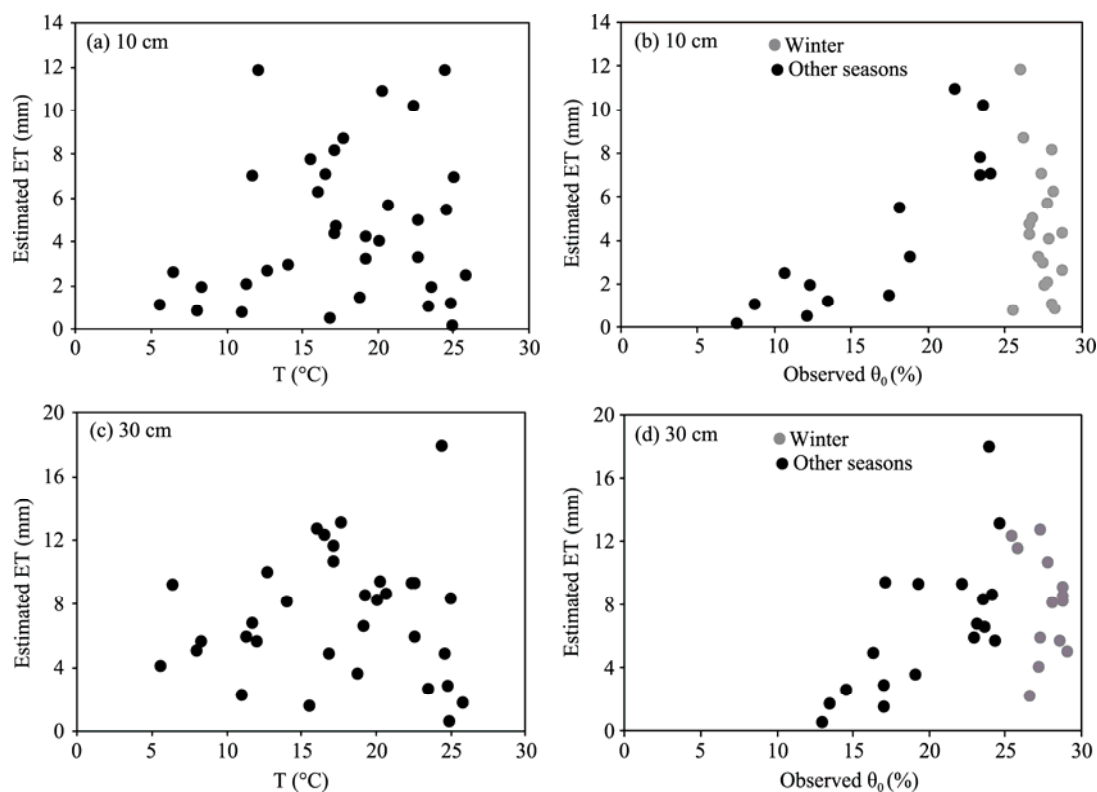 (a) 10 cm
14
12
10
8
6
4
2
0
Estimated ET (mm)
0 5 10 15 20 25 30
T (°C)
(b) 10 cm
Winter
Other seasons
14
12
10
8
6
4
2
0
Estimated ET (mm)
0 5 10 15 20 25 30
Observed θ₀ (%)
(c) 30 cm
20
16
12
8
4
0
Estimated ET (mm)
0 5 10 15 20 25 30
T (°C)
(d) 30 cm
Winter
Other seasons
20
16
12
8
4
0
Estimated ET (mm)
0 5 10 15 20 25 30
Observed θ₀ (%)